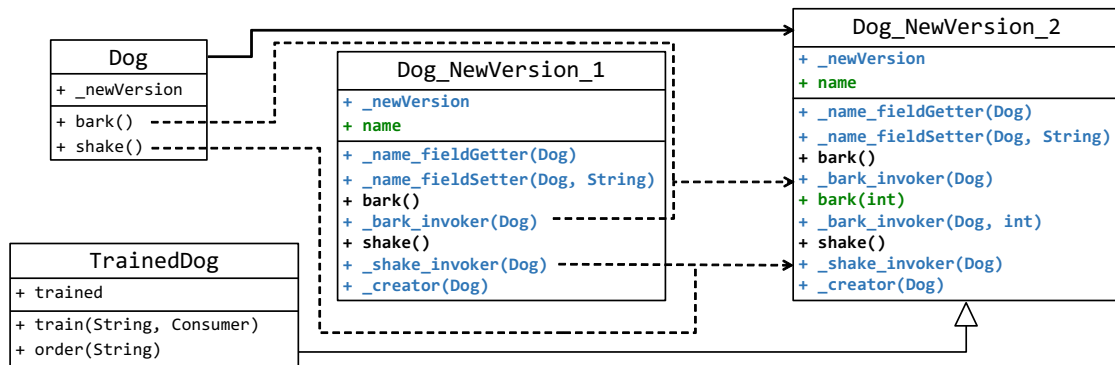 Dog
+ _newVersion
+ bark()
+ shake()
Dog_NewVersion_1
+ _newVersion
+ name
+ _name_fieldGetter(Dog)
+ _name_fieldSetter(Dog, String)
+ bark()
+ _bark_invoker(Dog)
+ shake()
+ _shake_invoker(Dog)
+ _creator(Dog)
Dog_NewVersion_2
+ _newVersion
+ name
+ _name_fieldGetter(Dog)
+ _name_fieldSetter(Dog, String)
+ bark()
+ _bark_invoker(Dog)
+ bark(int)
+ _bark_invoker(Dog, int)
+ shake()
+ _shake_invoker(Dog)
+ _creator(Dog)
TrainedDog
+ trained
+ train(String, Consumer)
+ order(String)